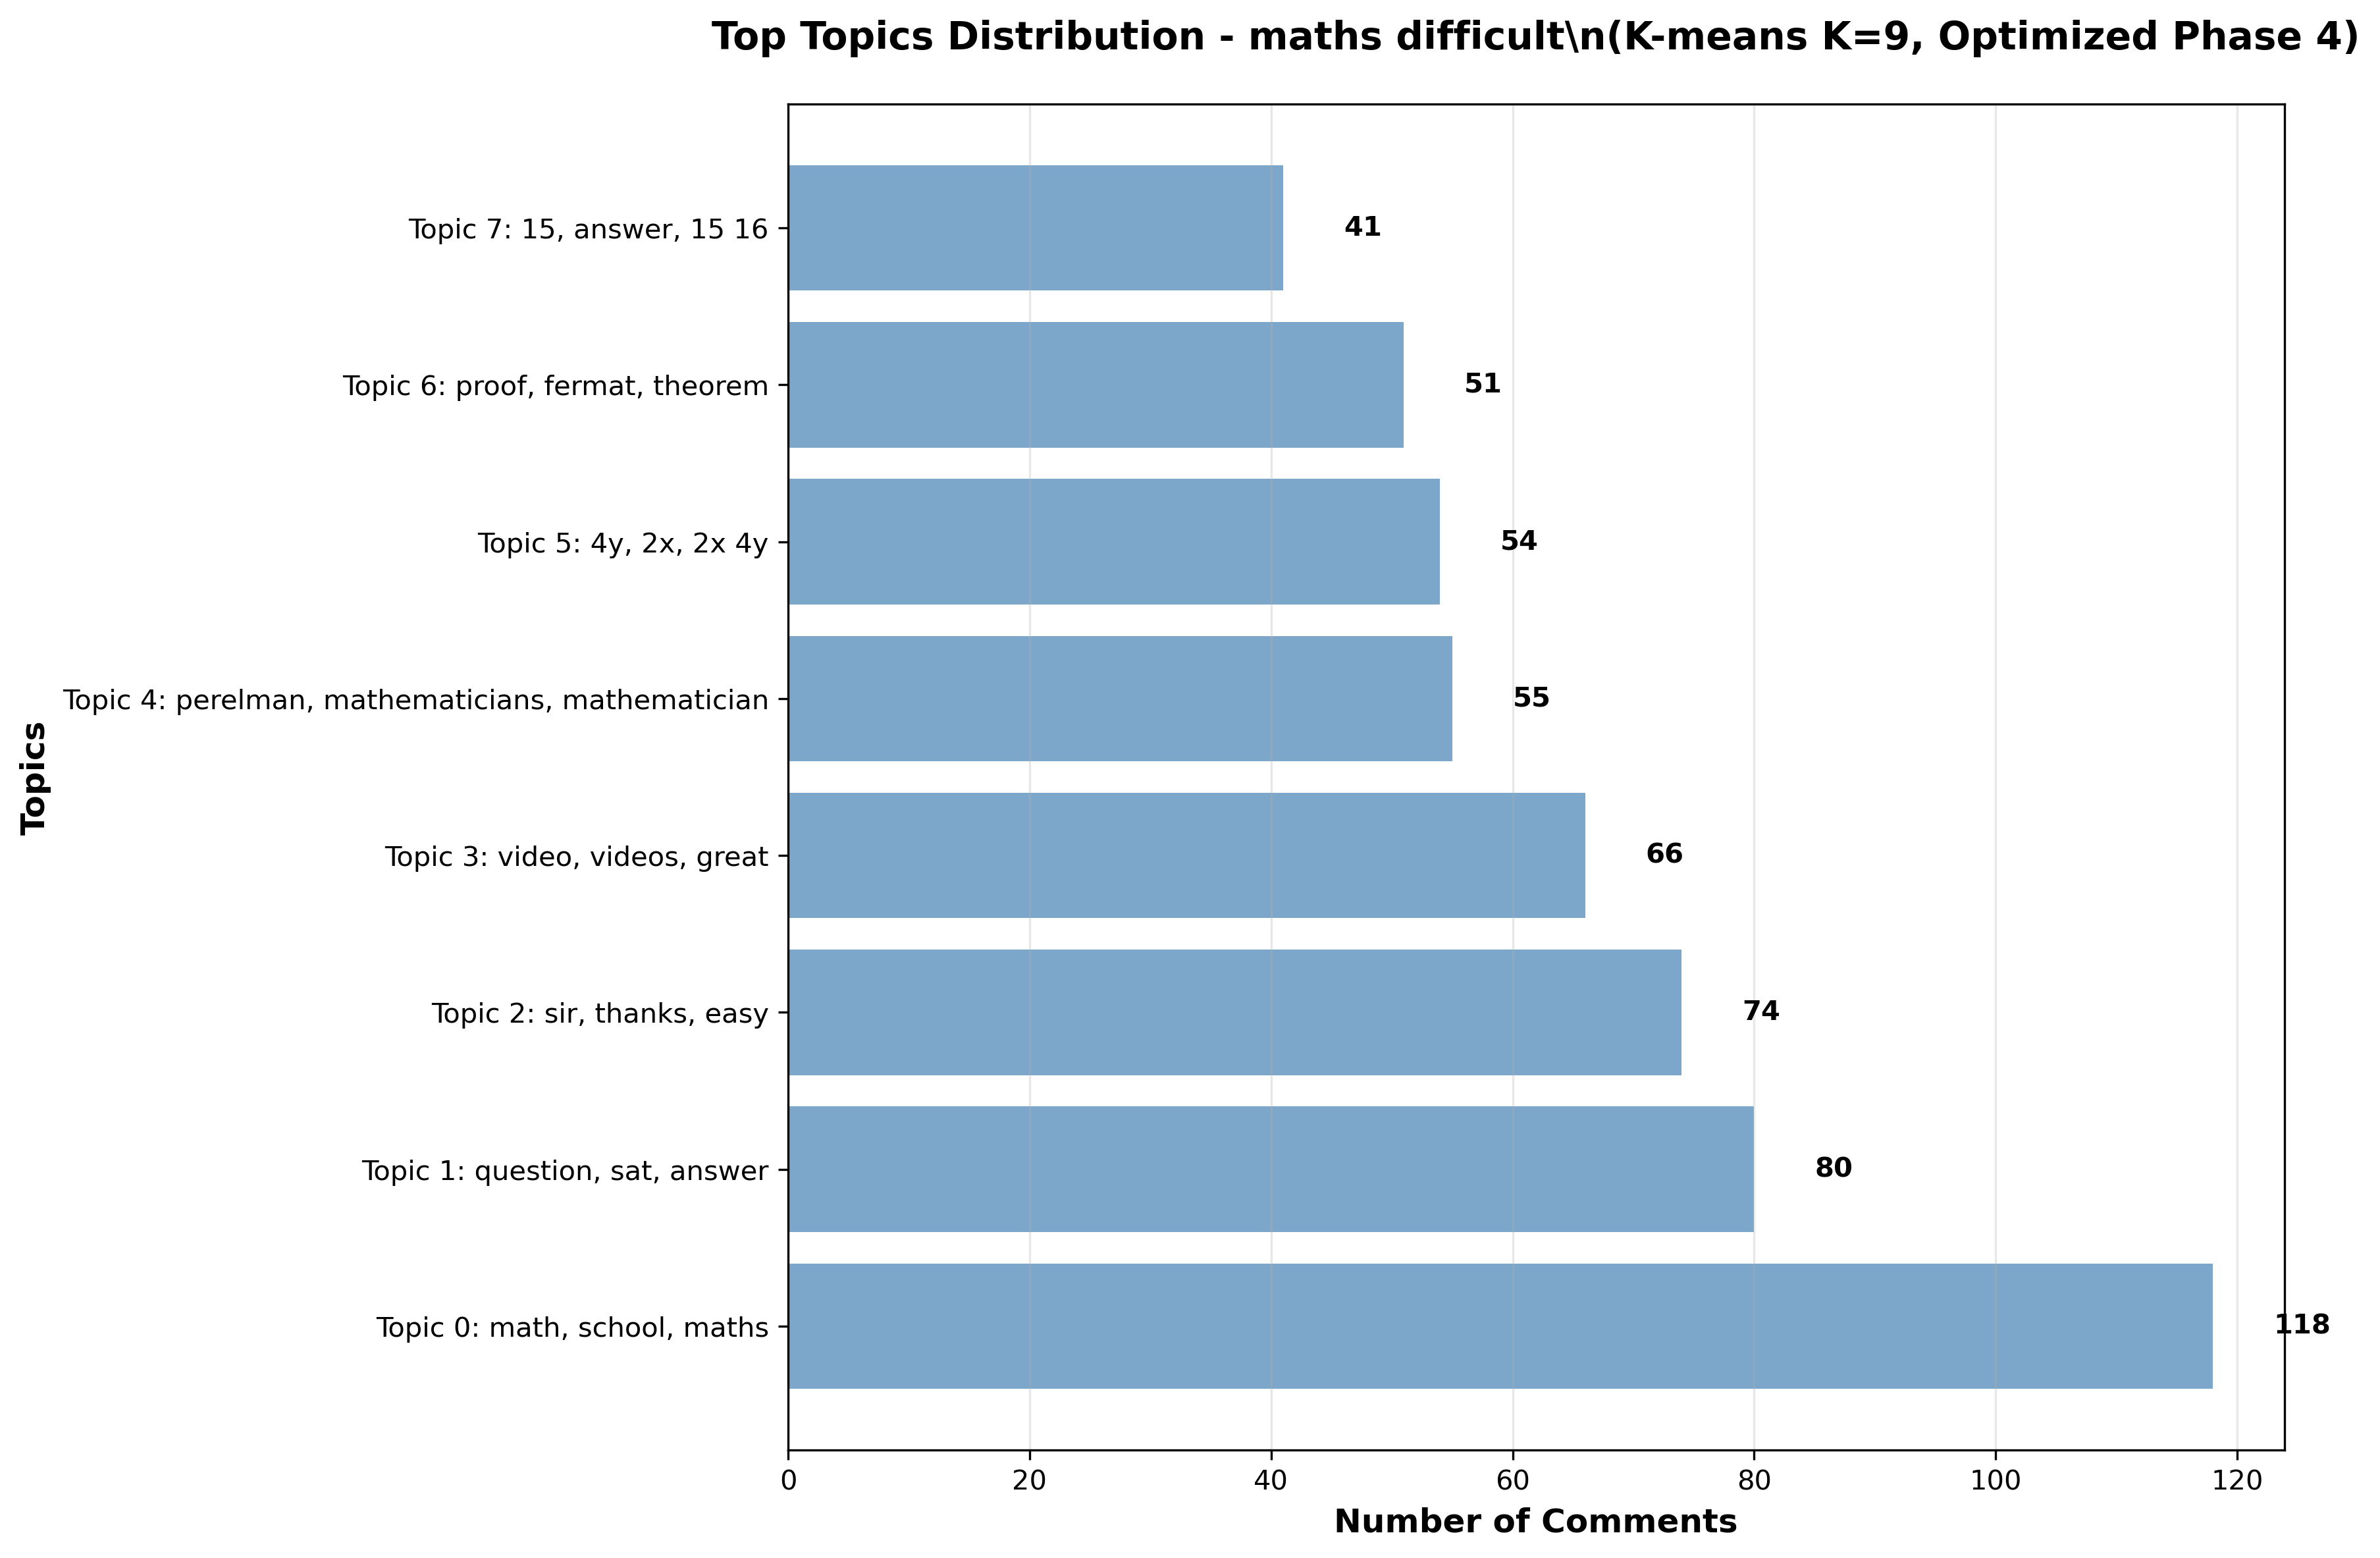 Top Topics Distribution - maths difficult\n(K-means K=9, Optimized Phase 4)
Topic 7: 15, answer, 15 16
41
Topic 6: proof, fermat, theorem
51
Topic 5: 4y, 2x, 2x 4y
54
Topic 4: perelman, mathematicians, mathematician
55
Topic 3: video, videos, great
66
Topic 2: sir, thanks, easy
74
Topic 1: question, sat, answer
80
Topic 0: math, school, maths
118
Topics
0 20 40 60 80 100 120
Number of Comments